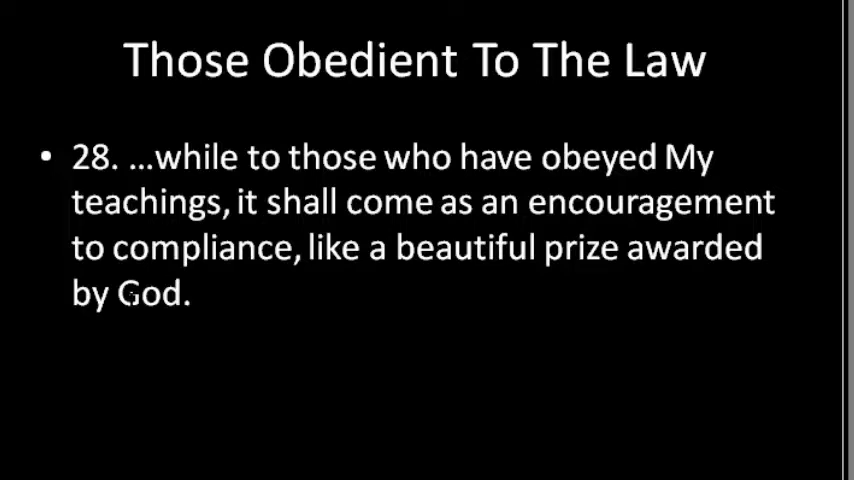 Those Obedient To The Law
• 28. ...while to those who have obeyed My
teachings, it shall come as an encouragement
to compliance, like a beautiful prize awarded
by God.